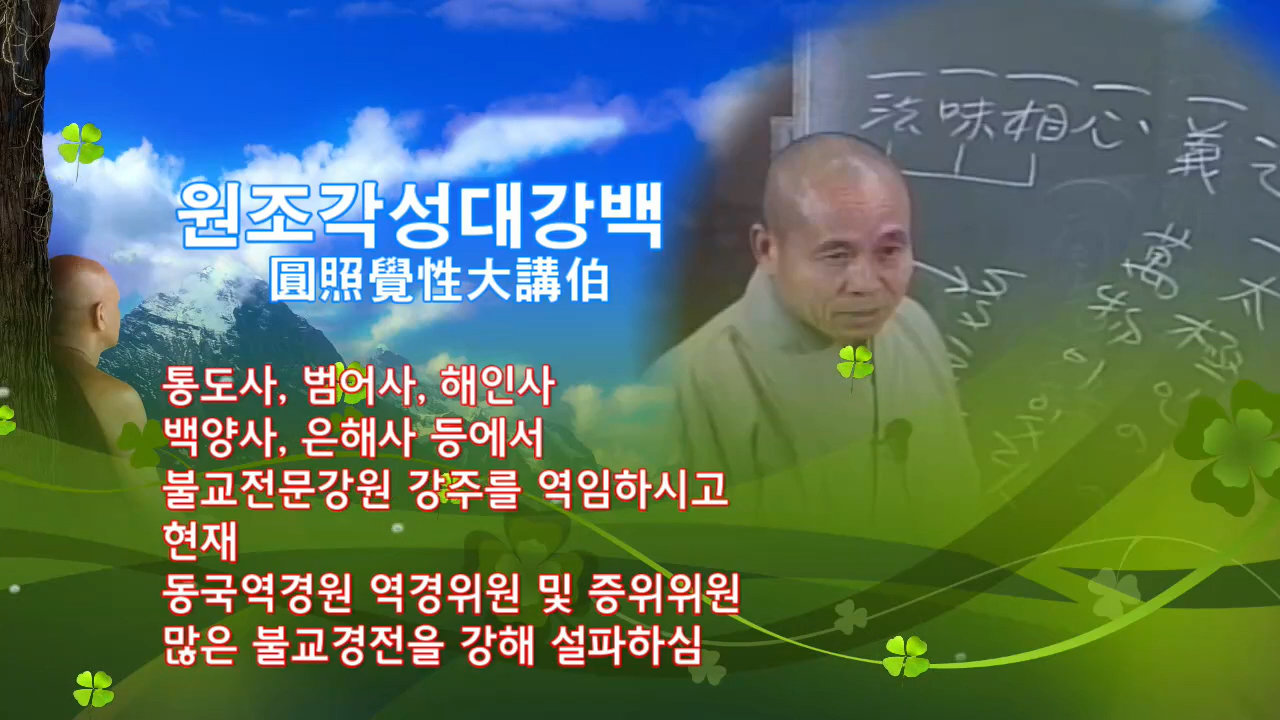 원조각성대강백
圓照覺性大講伯
통도사, 범어사, 해인사
백양사, 은해사 등에서
불교전문강원 강주를 역임하시고
현재
동국역경원 역경위원 및 증위위원
많은 불교경전을 강해 설파하심
法味相心 義之
萬